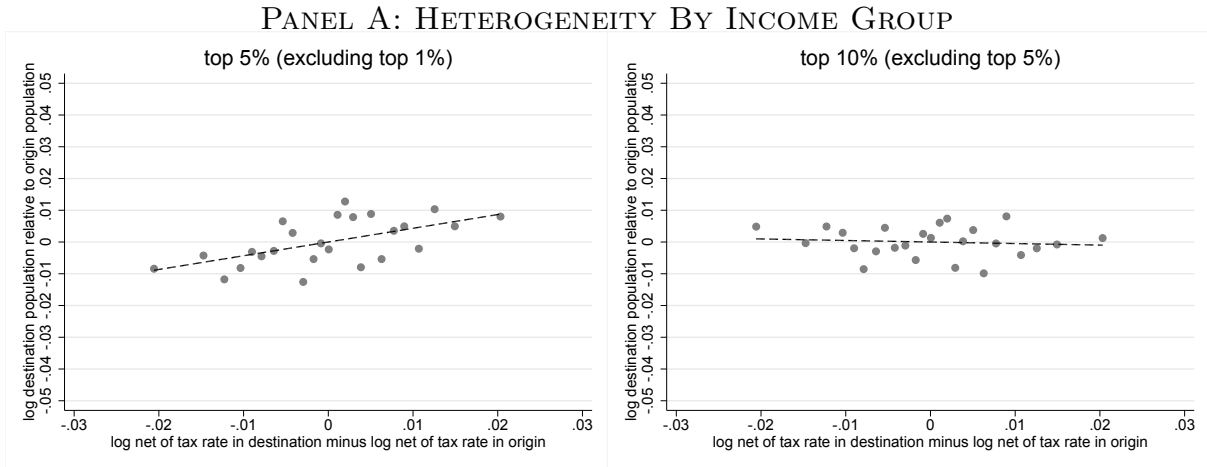 PANEL A: HETEROGENEITY BY INCOME GROUP
top 5% (excluding top 1%)
log destination population relative to origin population
.05
.04
.03
.02
.01
0
-.01
-.02
-.03
-.04
-.05
-.03 -.02 -.01 0 .01 .02 .03
log net of tax rate in destination minus log net of tax rate in origin
top 10% (excluding top 5%)
log destination population relative to origin population
.05
.04
.03
.02
.01
0
-.01
-.02
-.03
-.04
-.05
-.03 -.02 -.01 0 .01 .02 .03
log net of tax rate in destination minus log net of tax rate in origin